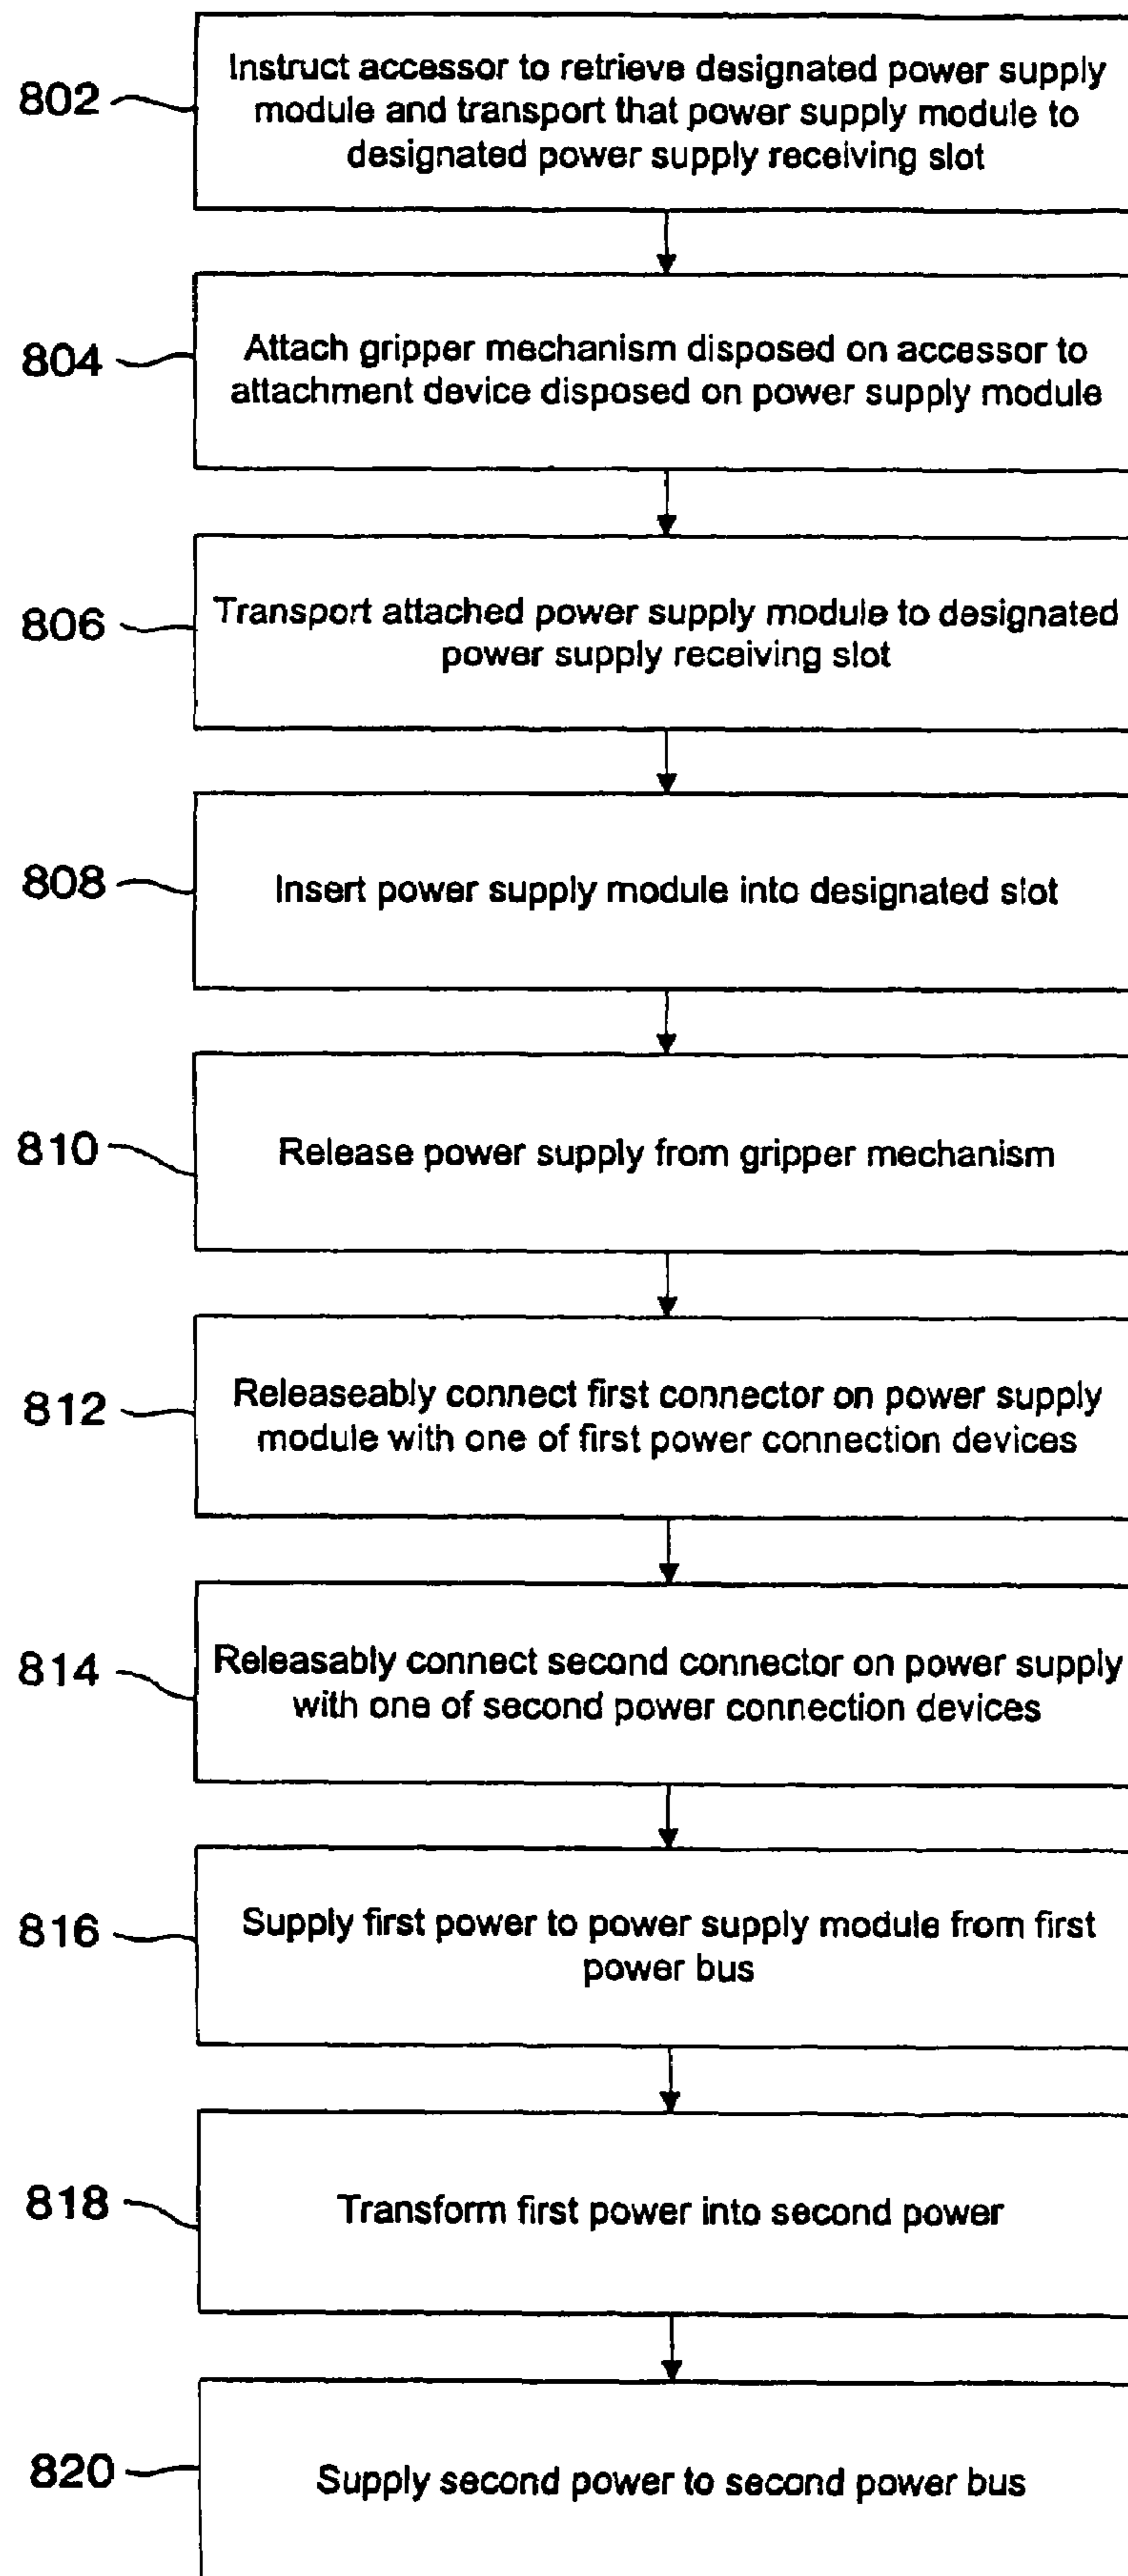 802
Instruct accessor to retrieve designated power supply
module and transport that power supply module to
designated power supply receiving slot
804
Attach gripper mechanism disposed on accessor to
attachment device disposed on power supply module
806
Transport attached power supply module to designated
power supply receiving slot
808
Insert power supply module into designated slot
810
Release power supply from gripper mechanism
812
Releaseably connect first connector on power supply
module with one of first power connection devices
814
Releasably connect second connector on power supply
with one of second power connection devices
816
Supply first power to power supply module from first
power bus
818
Transform first power into second power
820
Supply second power to second power bus